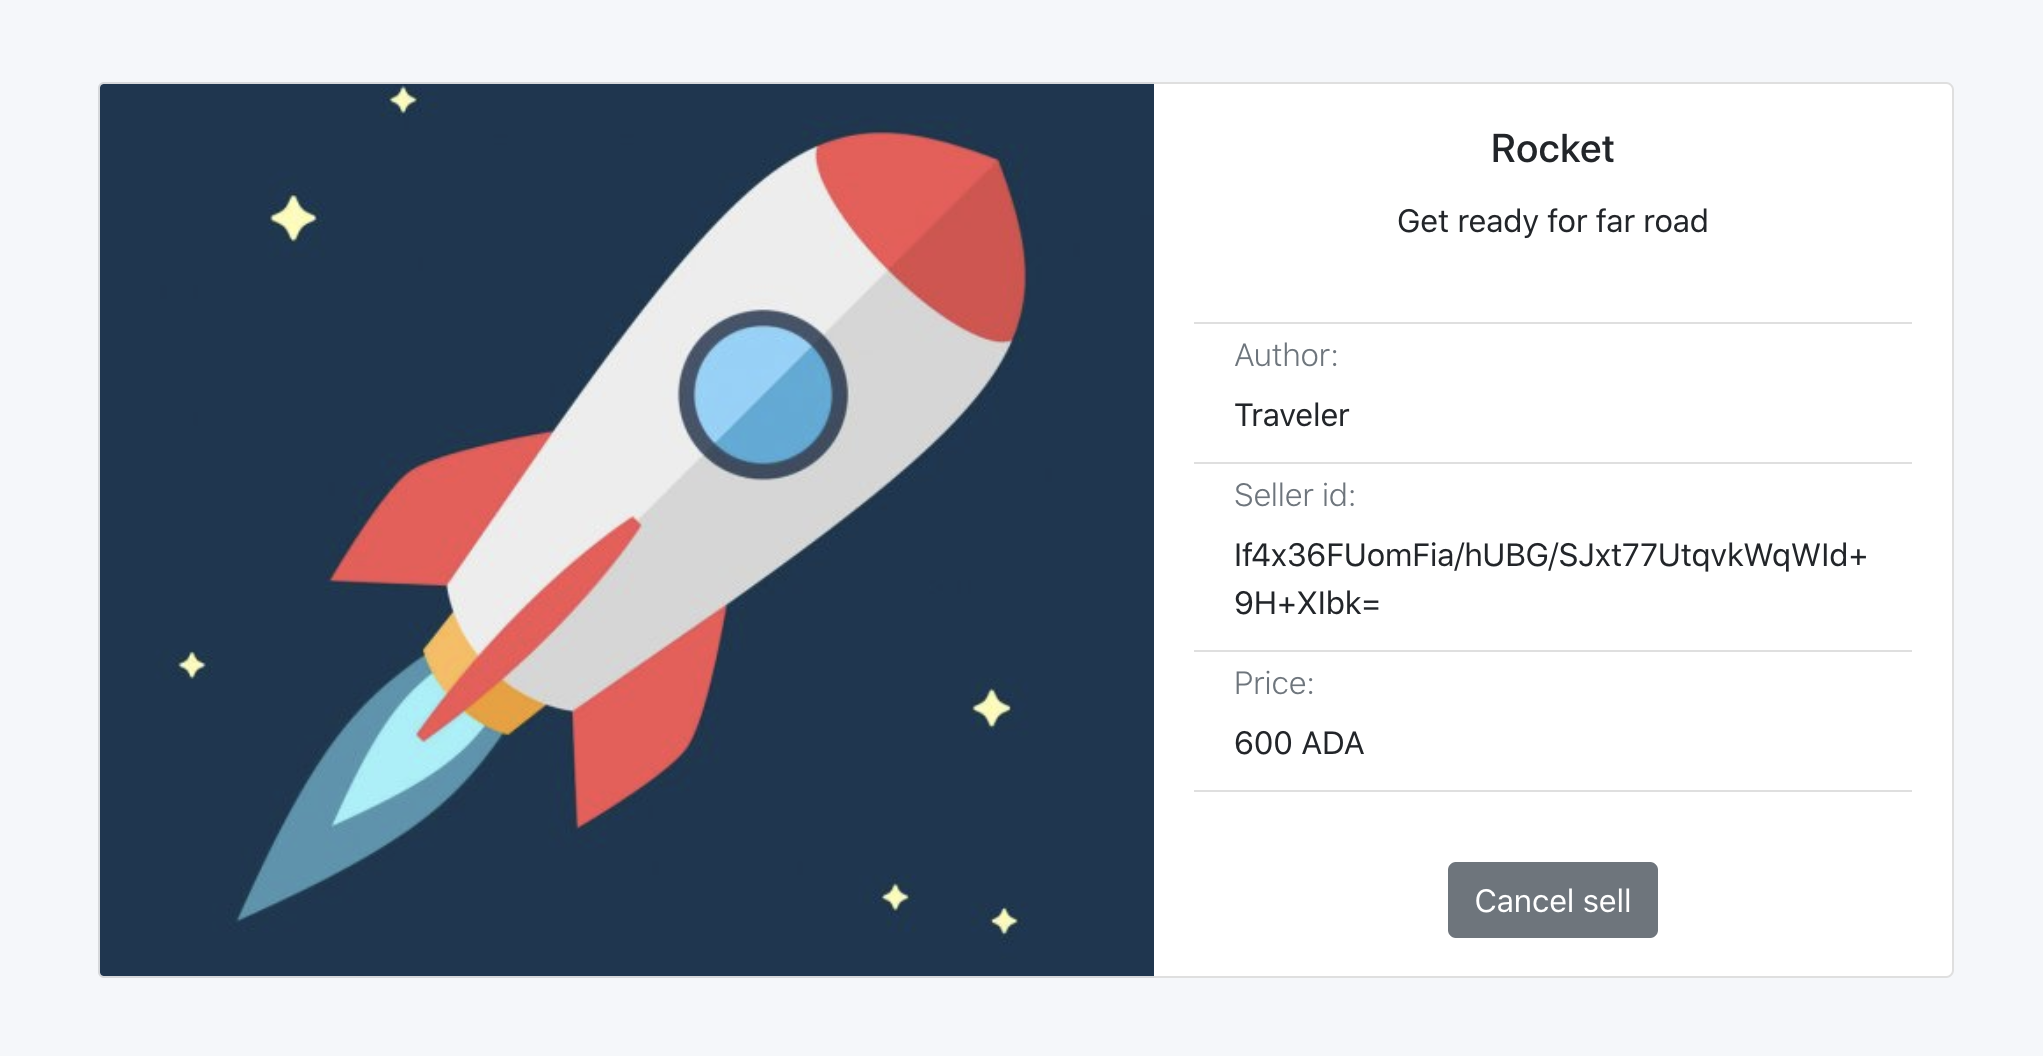 Rocket
Get ready for far road
Author:
Traveler
Seller id:
If4x36FUomFia/hUBG/SJxt77UtqvkWqWId+
9H+XIbk=
Price:
600 ADA
Cancel sell